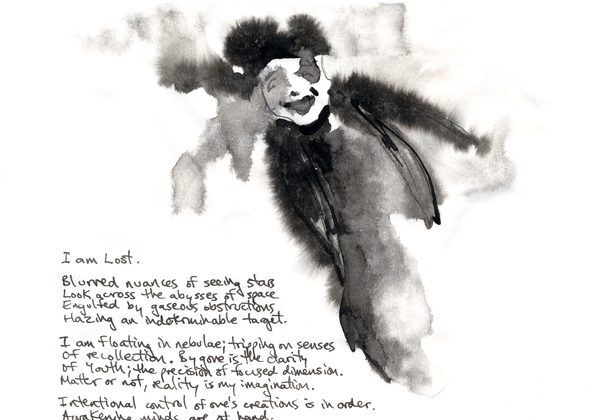 I am Lost.
Blurred nuances of seeing stars
Look across the abysses of space
Engulfed by gaseous obstructions,
Hazing an indeterminable target.
I am floating in nebulae; tripping on senses
Of recollection. By gone is the clarity
of Youth; the precision of focused dimension.
Matter or not, reality is my imagination.
Intentional control of one's creations is in order.
Awakening minds are at hand.